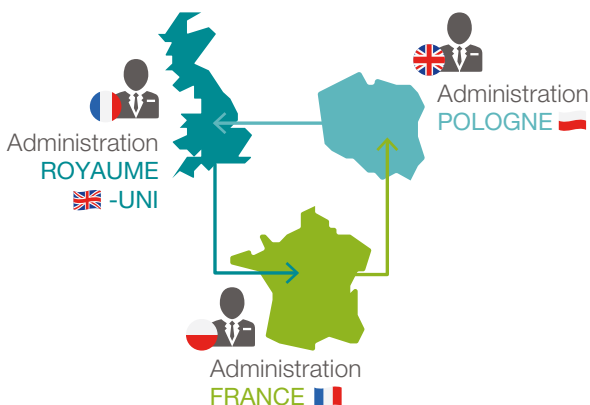 Administration
POLOGNE
Administration
ROYAUME
-UNI
Administration
FRANCE